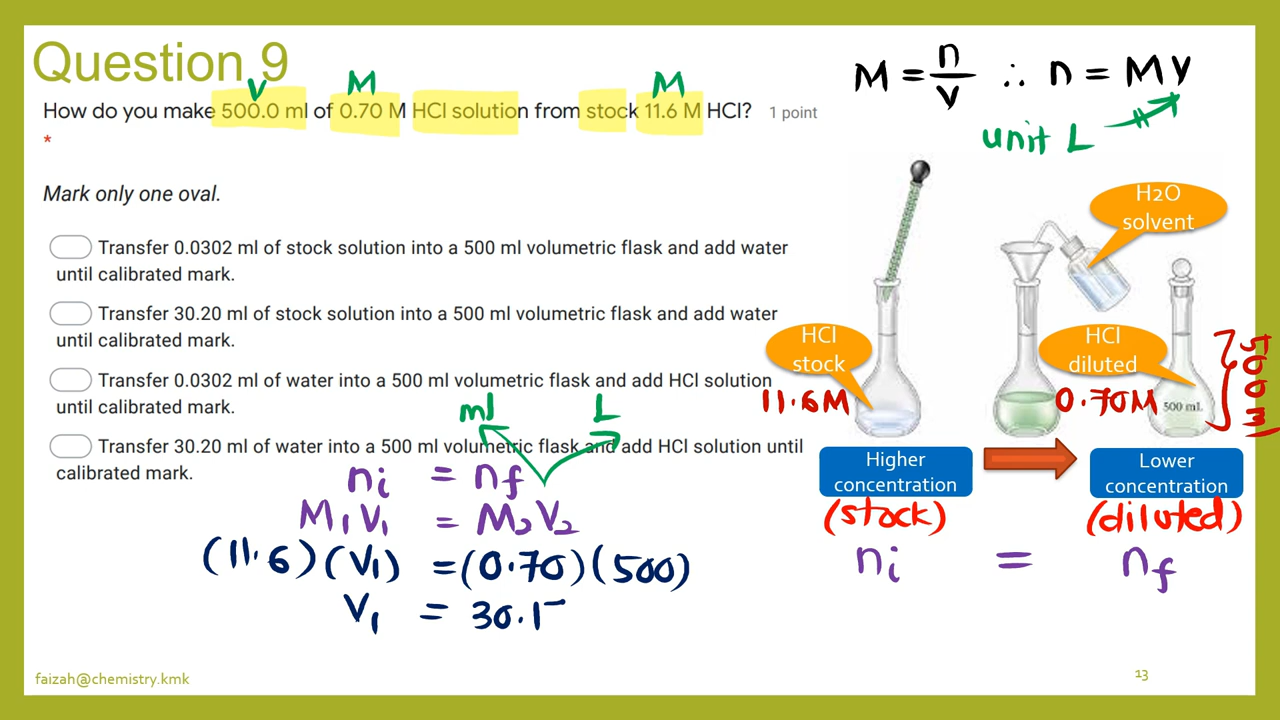 Question 9
V
M
M
How do you make 500.0 ml of 0.70 M HCl solution from stock 11.6 M HCl? 1 point
*
Mark only one oval.
Transfer 0.0302 ml of stock solution into a 500 ml volumetric flask and add water
until calibrated mark.
Transfer 30.20 ml of stock solution into a 500 ml volumetric flask and add water
until calibrated mark.
Transfer 0.0302 ml of water into a 500 ml volumetric flask and add HCl solution
until calibrated mark.
Transfer 30.20 ml of water into a 500 ml volumetric flask and add HCl solution until
calibrated mark.
ml
L
ni = nf
M1V1 = M2V2
(11.6)(V1) = (0.70)(500)
V1 = 30.1
M = n/V ∴ n = MV
unit L
H2O
solvent
HCl
stock
11.6M
HCl
diluted
0.70M
500 mL
500 ml
Higher
concentration
(stock)
Lower
concentration
(diluted)
ni = nf
faizah@chemistry.kmk
13